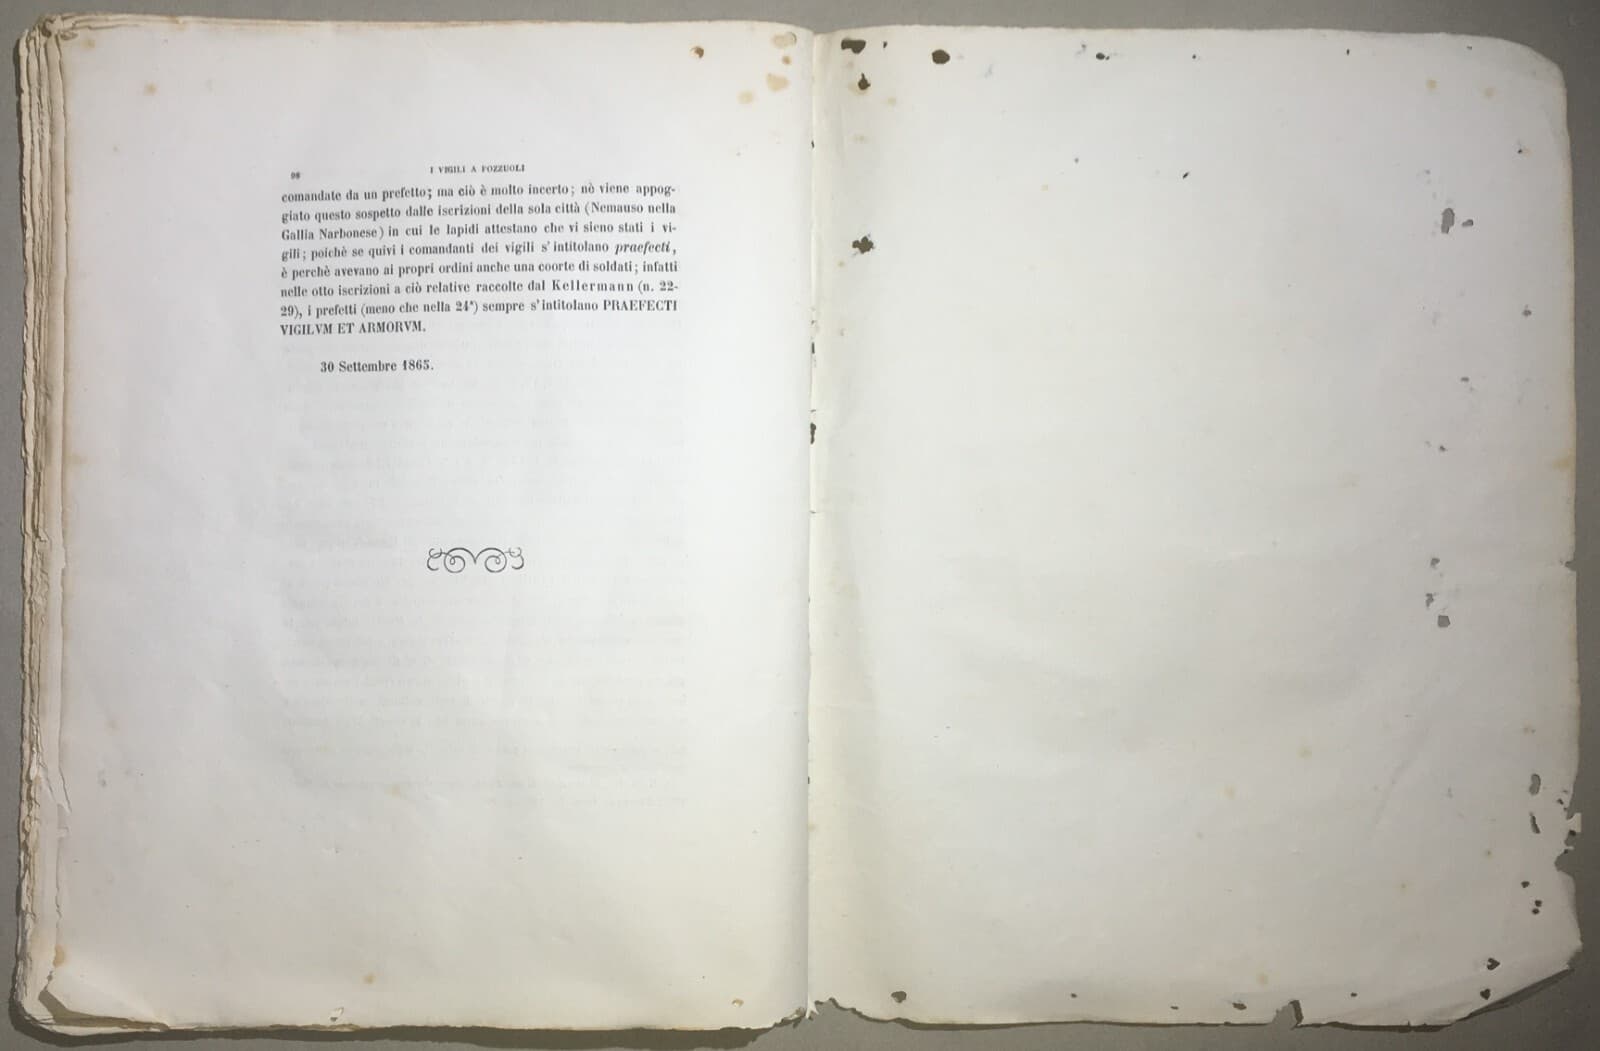 98
I VIGILI A POZZUOLI
comandate da un prefetto; ma ciò è molto incerto; nò viene appog-
giato questo sospetto dalle iscrizioni della sola città (Nemauso nella
Gallia Narbonese) in cui le lapidi attestano che vi sieno stati i vi-
gili; poichè se quivi i comandanti dei vigili s'intitolano praefecti,
è perchè avevano ai propri ordini anche una coorte di soldati; infatti
nelle otto iscrizioni a ciò relative raccolte dal Kellermann (n. 22-
29), i prefetti (meno che nella 24ª) sempre s'intitolano PRAEFECTI
VIGILVM ET ARMORVM.
30 Settembre 1865.